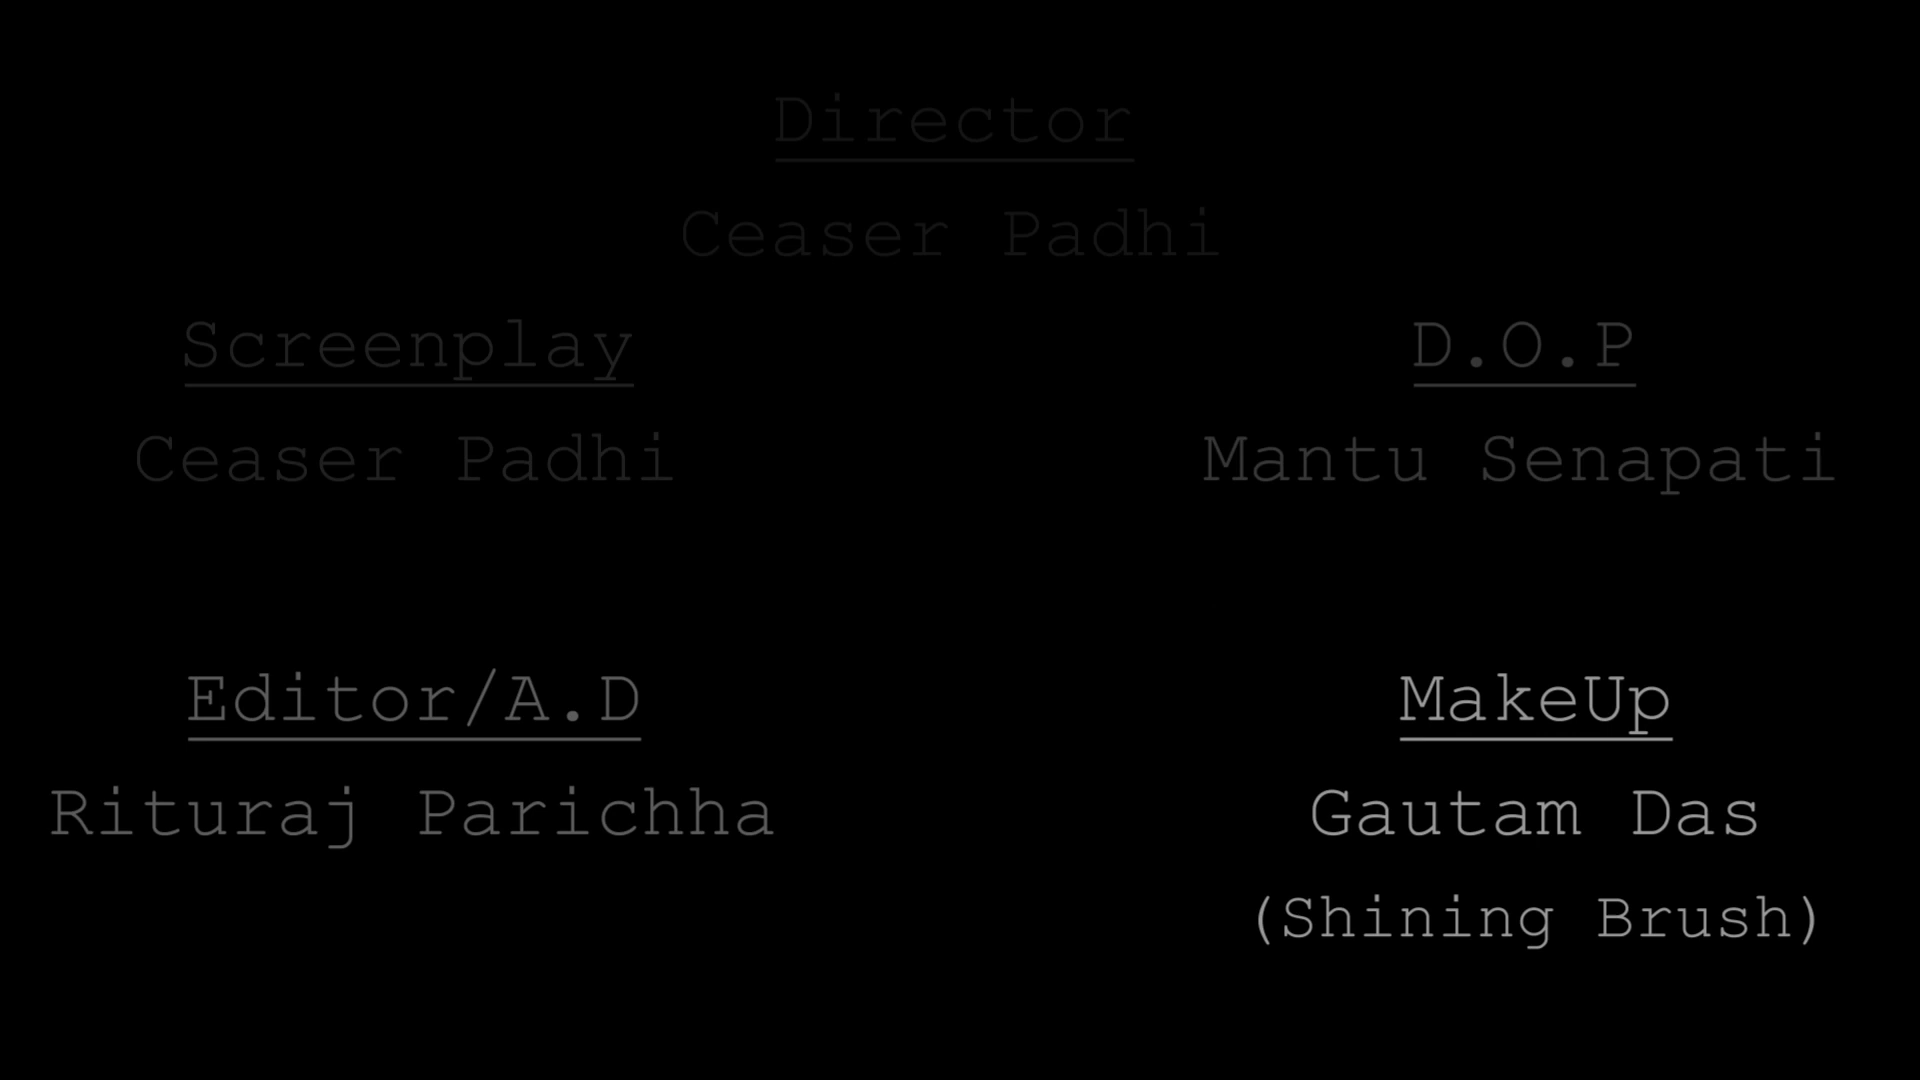 Director
Ceaser Padhi
Screenplay
Ceaser Padhi
D.O.P
Mantu Senapati
Editor/A.D
Rituraj Parichha
MakeUp
Gautam Das
(Shining Brush)